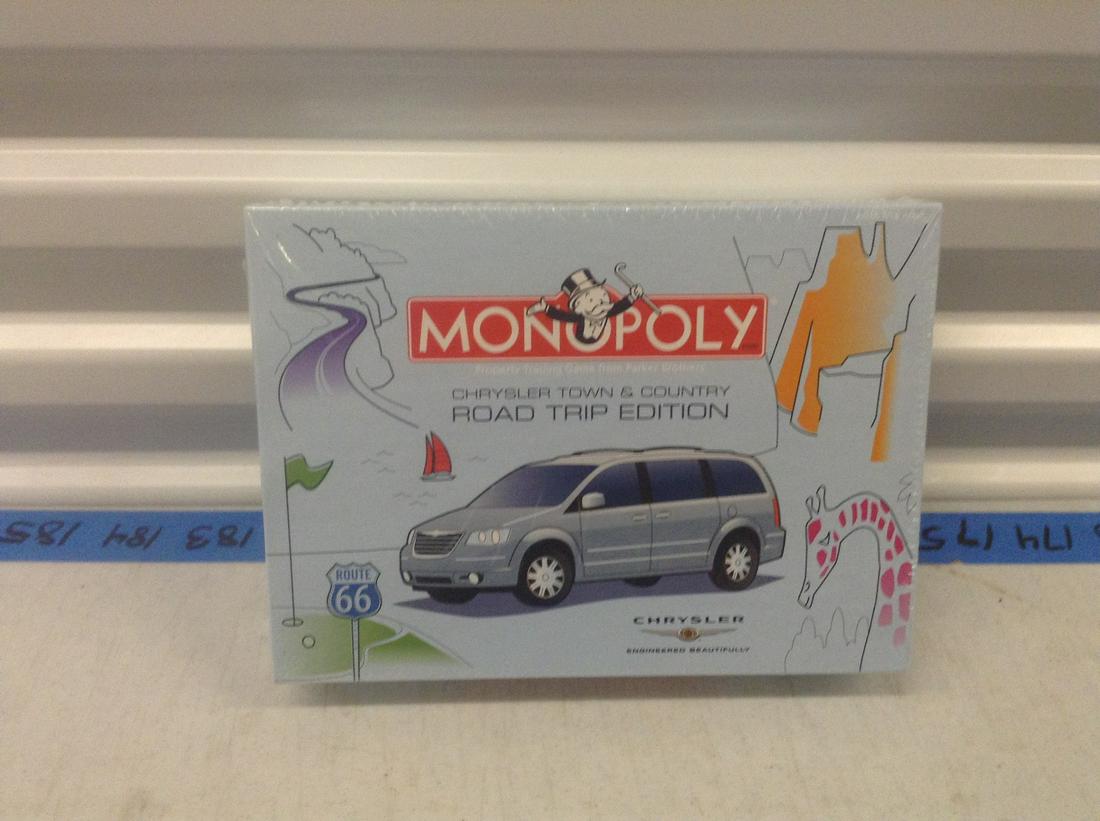 MONOPOLY
Property Trading Game from Parker Brothers
CHRYSLER TOWN & COUNTRY
ROAD TRIP EDITION
ROUTE
66
CHRYSLER
ENGINEERED BEAUTIFULLY
185 184 183 182
175 174